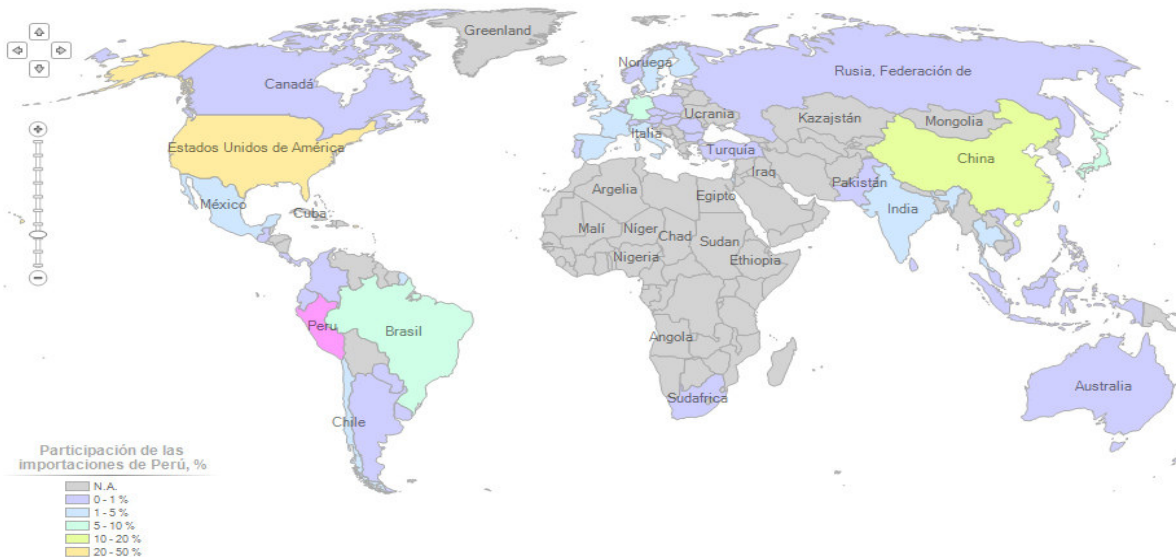 Greenland
Noruega
Rusia, Federación de
Canadá
Ucrania
Kazajstán
Mongolia
Italia
Estados Unidos de América
Turquía
China
Iraq
Pakistán
Argelia
Egipto
México
Cuba
India
Malí
Níger
Chad
Sudan
Nigeria
Ethiopia
Peru
Brasil
Angola
Australia
Sudafrica
Chile
Participación de las
importaciones de Perú, %
N.A.
0 - 1 %
1 - 5 %
5 - 10 %
10 - 20 %
20 - 50 %